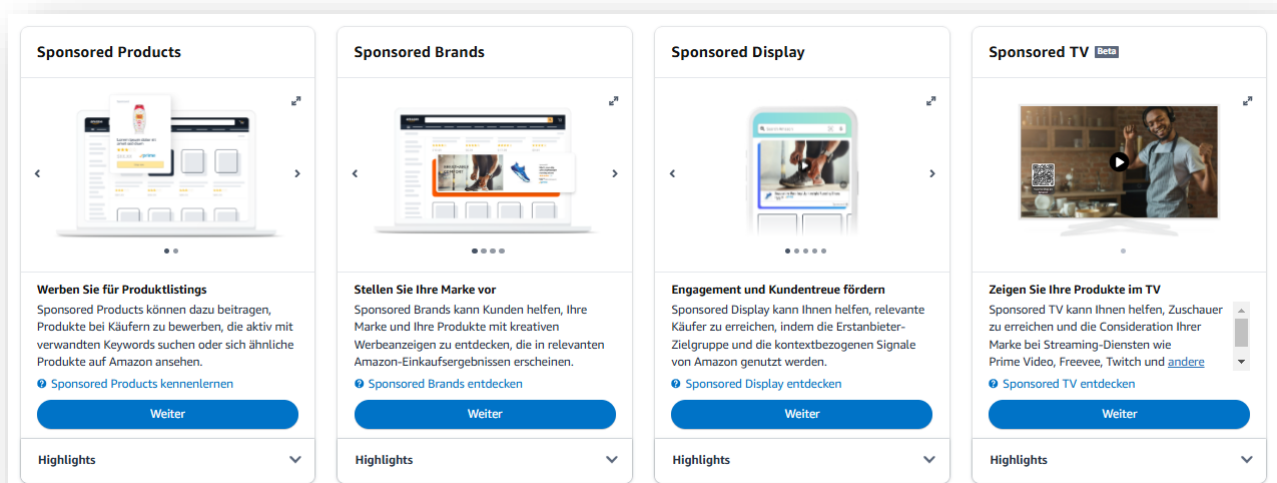 Sponsored Products
Werben Sie für Produktlistings
Sponsored Products können dazu beitragen,
Produkte bei Käufern zu bewerben, die aktiv mit
verwandten Keywords suchen oder sich ähnliche
Produkte auf Amazon ansehen.
Sponsored Products kennenlernen
Weiter
Highlights
Sponsored Brands
Stellen Sie Ihre Marke vor
Sponsored Brands kann Kunden helfen, Ihre
Marke und Ihre Produkte mit kreativen
Werbeanzeigen zu entdecken, die in relevanten
Amazon-Einkaufsergebnissen erscheinen.
Sponsored Brands entdecken
Weiter
Highlights
Sponsored Display
Engagement und Kundentreue fördern
Sponsored Display kann Ihnen helfen, relevante
Käufer zu erreichen, indem die Erstanbieter-
Zielgruppe und die kontextbezogenen Signale
von Amazon genutzt werden.
Sponsored Display entdecken
Weiter
Highlights
Sponsored TV Beta
Zeigen Sie Ihre Produkte im TV
Sponsored TV kann Ihnen helfen, Zuschauer
zu erreichen und die Consideration Ihrer
Marke bei Streaming-Diensten wie
Prime Video, Freevee, Twitch und andere
Sponsored TV entdecken
Weiter
Highlights